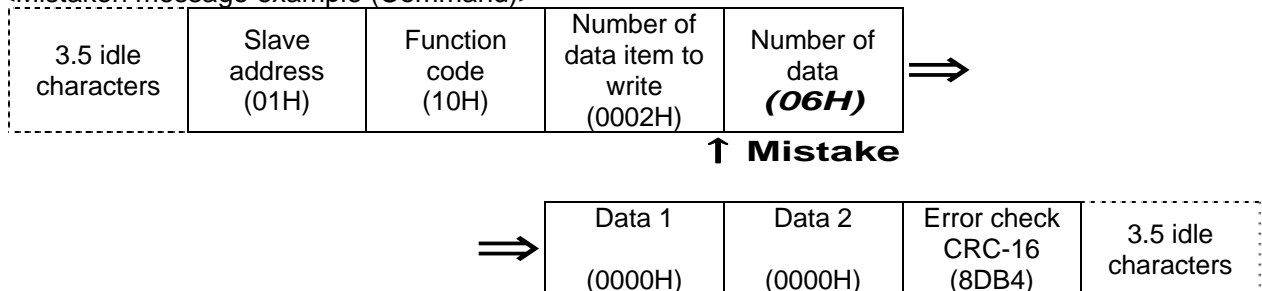 3.5 idle
characters
Slave
address
(01H)
Function
code
(10H)
Number of
data item to
write
(0002H)
Number of
data
(06H)
⇒
↑ Mistake
⇒
Data 1
(0000H)
Data 2
(0000H)
Error check
CRC-16
(8DB4)
3.5 idle
characters